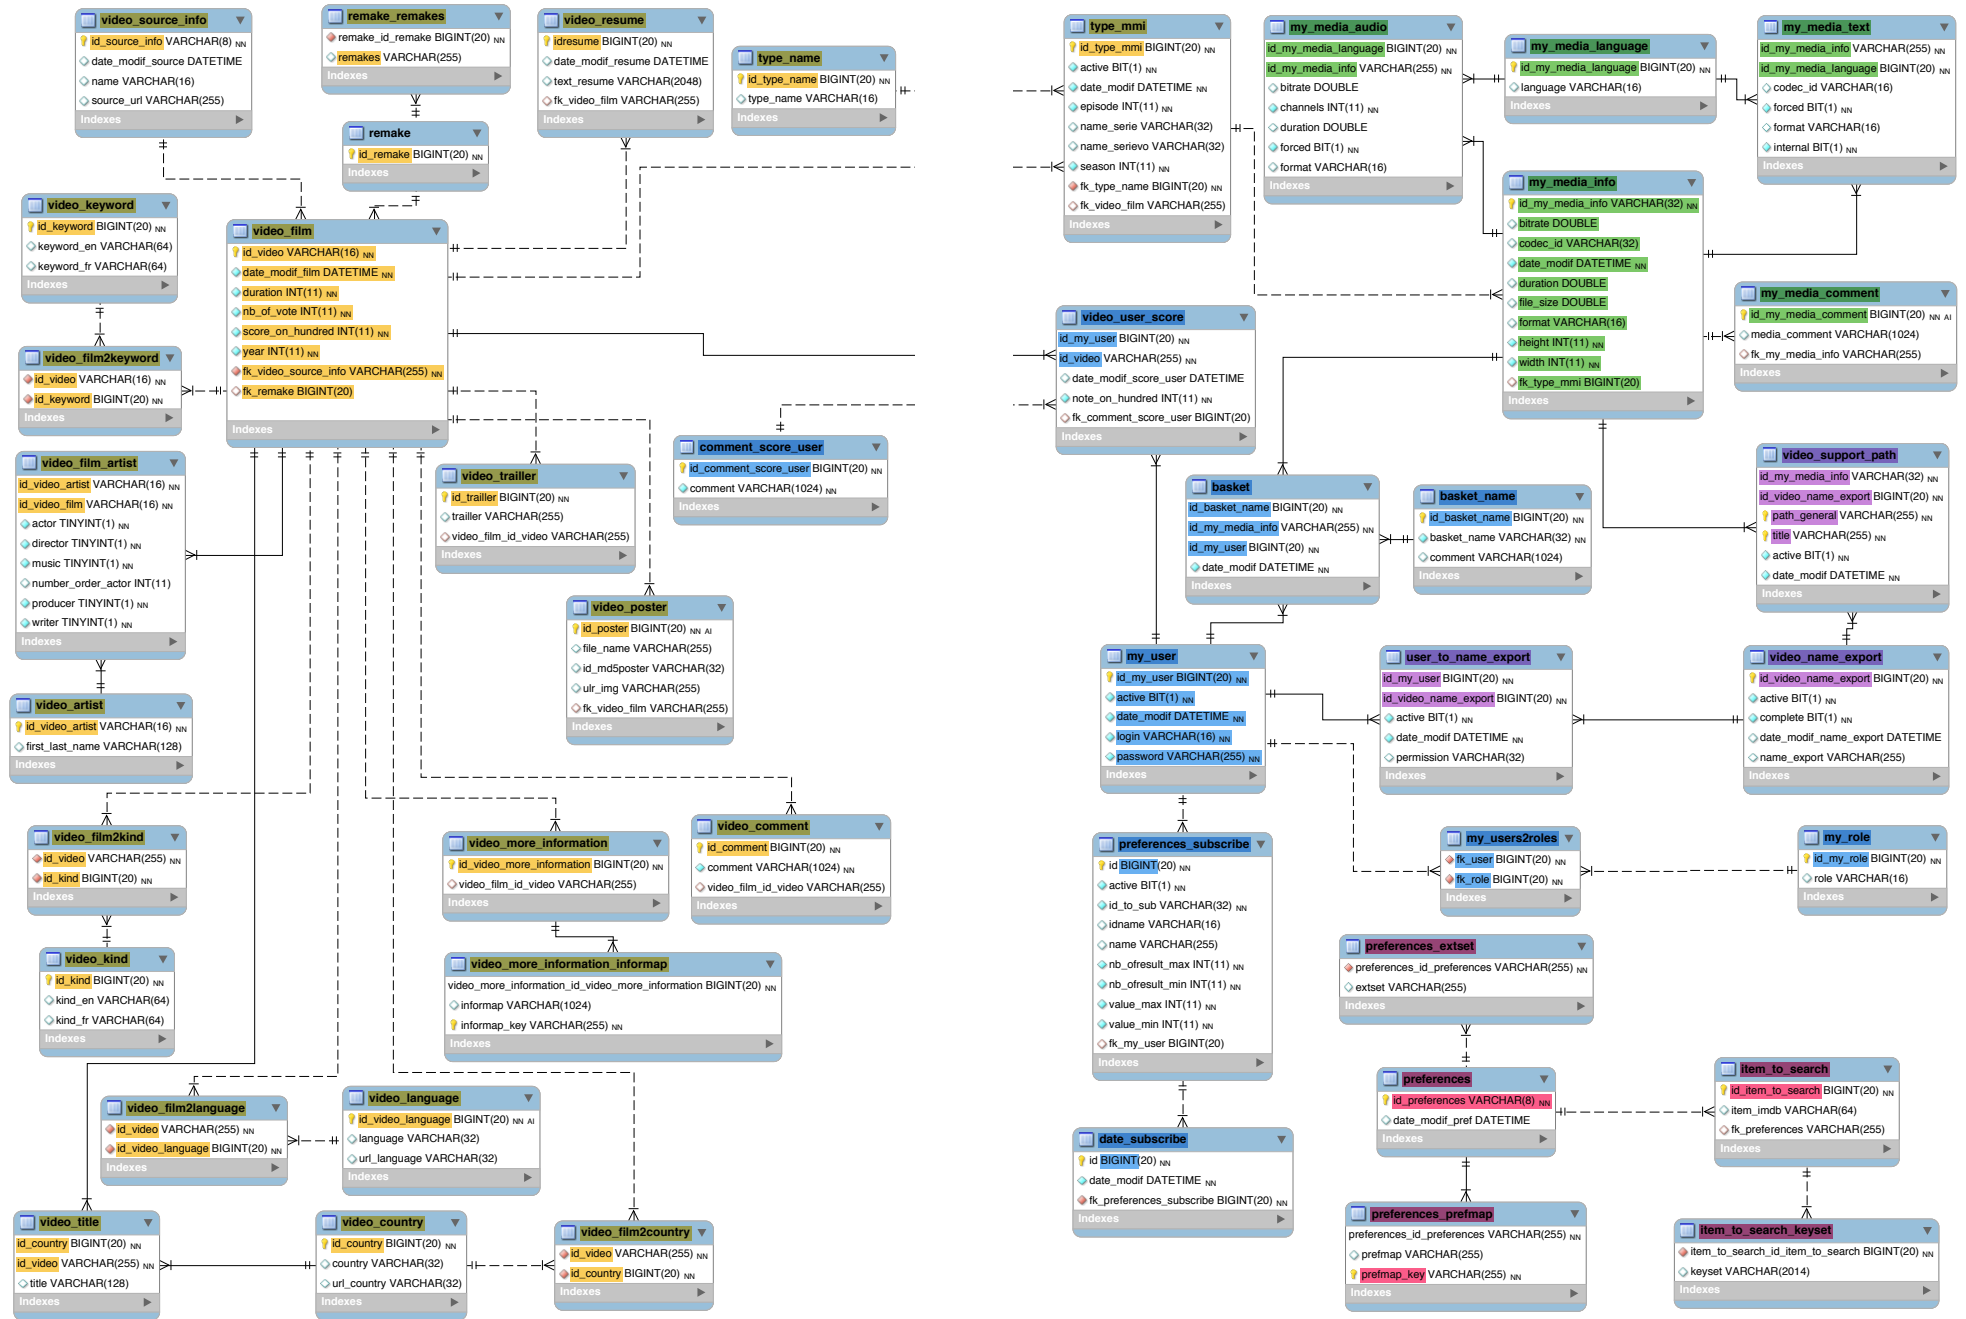 video_source_info
id_source_info VARCHAR(8) NN
date_modif_source DATETIME
name VARCHAR(16)
source_url VARCHAR(255)
Indexes
remake_remakes
remake_id_remake BIGINT(20) NN
remakes VARCHAR(255)
Indexes
video_resume
idresume BIGINT(20) NN
date_modif_resume DATETIME
text_resume VARCHAR(2048)
fk_video_film VARCHAR(255)
Indexes
type_name
id_type_name BIGINT(20) NN
type_name VARCHAR(16)
Indexes
remake
id_remake BIGINT(20) NN
Indexes
video_keyword
id_keyword BIGINT(20) NN
keyword_en VARCHAR(64)
keyword_fr VARCHAR(64)
Indexes
video_film
id_video VARCHAR(16) NN
date_modif_film DATETIME NN
duration INT(11) NN
nb_of_vote INT(11) NN
score_on_hundred INT(11) NN
year INT(11) NN
fk_video_source_info VARCHAR(255) NN
fk_remake BIGINT(20)
Indexes
video_film2keyword
id_video VARCHAR(16) NN
id_keyword BIGINT(20) NN
Indexes
video_film_artist
id_video_artist VARCHAR(16) NN
id_video_film VARCHAR(16) NN
actor TINYINT(1) NN
director TINYINT(1) NN
music TINYINT(1) NN
number_order_actor INT(11)
producer TINYINT(1) NN
writer TINYINT(1) NN
Indexes
video_trailler
id_trailler BIGINT(20) NN
trailler VARCHAR(255)
video_film_id_video VARCHAR(255)
Indexes
comment_score_user
id_comment_score_user BIGINT(20) NN
comment VARCHAR(1024) NN
Indexes
video_poster
id_poster BIGINT(20) NN AI
file_name VARCHAR(255)
id_md5poster VARCHAR(32)
ulr_img VARCHAR(255)
fk_video_film VARCHAR(255)
Indexes
video_artist
id_video_artist VARCHAR(16) NN
first_last_name VARCHAR(128)
Indexes
video_film2kind
id_video VARCHAR(255) NN
id_kind BIGINT(20) NN
Indexes
video_more_information
id_video_more_information BIGINT(20) NN
video_film_id_video VARCHAR(255)
Indexes
video_comment
id_comment BIGINT(20) NN
comment VARCHAR(1024) NN
video_film_id_video VARCHAR(255)
Indexes
video_kind
id_kind BIGINT(20) NN
kind_en VARCHAR(64)
kind_fr VARCHAR(64)
Indexes
video_more_information_informap
video_more_information_id_video_more_information BIGINT(20) NN
informap VARCHAR(1024)
informap_key VARCHAR(255) NN
Indexes
video_film2language
id_video VARCHAR(255) NN
id_video_language BIGINT(20) NN
Indexes
video_language
id_video_language BIGINT(20) NN AI
language VARCHAR(32)
url_language VARCHAR(32)
Indexes
video_title
id_country BIGINT(20) NN
id_video VARCHAR(255) NN
title VARCHAR(128)
Indexes
video_country
id_country BIGINT(20) NN
country VARCHAR(32)
url_country VARCHAR(32)
Indexes
video_film2country
id_video VARCHAR(255) NN
id_country BIGINT(20) NN
Indexes
type_mmi
id_type_mmi BIGINT(20) NN
active BIT(1) NN
date_modif DATETIME NN
episode INT(11) NN
name_serie VARCHAR(32)
name_serievo VARCHAR(32)
season INT(11) NN
fk_type_name BIGINT(20) NN
fk_video_film VARCHAR(255)
Indexes
my_media_audio
id_my_media_language BIGINT(20) NN
id_my_media_info VARCHAR(255) NN
bitrate DOUBLE
channels INT(11) NN
duration DOUBLE
forced BIT(1) NN
format VARCHAR(16)
Indexes
my_media_language
id_my_media_language BIGINT(20) NN
language VARCHAR(16)
Indexes
my_media_text
id_my_media_info VARCHAR(255) NN
id_my_media_language BIGINT(20) NN
codec_id VARCHAR(16)
forced BIT(1) NN
format VARCHAR(16)
internal BIT(1) NN
Indexes
my_media_info
id_my_media_info VARCHAR(32) NN
bitrate DOUBLE
codec_id VARCHAR(32)
date_modif DATETIME NN
duration DOUBLE
file_size DOUBLE
format VARCHAR(16)
height INT(11) NN
width INT(11) NN
fk_type_mmi BIGINT(20)
Indexes
my_media_comment
id_my_media_comment BIGINT(20) NN AI
media_comment VARCHAR(1024)
fk_my_media_info VARCHAR(255)
Indexes
video_user_score
id_my_user BIGINT(20) NN
id_video VARCHAR(255) NN
date_modif_score_user DATETIME
note_on_hundred INT(11) NN
fk_comment_score_user BIGINT(20)
Indexes
basket
id_basket_name BIGINT(20) NN
id_my_media_info VARCHAR(255) NN
id_my_user BIGINT(20) NN
date_modif DATETIME NN
Indexes
basket_name
id_basket_name BIGINT(20) NN
basket_name VARCHAR(32) NN
comment VARCHAR(1024)
Indexes
video_support_path
id_my_media_info VARCHAR(32) NN
id_video_name_export BIGINT(20) NN
path_general VARCHAR(255) NN
title VARCHAR(255) NN
active BIT(1) NN
date_modif DATETIME NN
Indexes
my_user
id_my_user BIGINT(20) NN
active BIT(1) NN
date_modif DATETIME NN
login VARCHAR(16) NN
password VARCHAR(255) NN
Indexes
user_to_name_export
id_my_user BIGINT(20) NN
id_video_name_export BIGINT(20) NN
active BIT(1) NN
date_modif DATETIME NN
permission VARCHAR(32)
Indexes
video_name_export
id_video_name_export BIGINT(20) NN
active BIT(1) NN
complete BIT(1) NN
date_modif_name_export DATETIME
name_export VARCHAR(255)
Indexes
preferences_subscribe
id BIGINT(20) NN
active BIT(1) NN
id_to_sub VARCHAR(32) NN
idname VARCHAR(16)
name VARCHAR(255)
nb_ofresult_max INT(11) NN
nb_ofresult_min INT(11) NN
value_max INT(11) NN
value_min INT(11) NN
fk_my_user BIGINT(20)
Indexes
my_users2roles
fk_user BIGINT(20) NN
fk_role BIGINT(20) NN
Indexes
my_role
id_my_role BIGINT(20) NN
role VARCHAR(16)
Indexes
preferences_extset
preferences_id_preferences VARCHAR(255) NN
extset VARCHAR(255)
Indexes
preferences
id_preferences VARCHAR(8) NN
date_modif_pref DATETIME
Indexes
item_to_search
id_item_to_search BIGINT(20) NN
item_imdb VARCHAR(64)
fk_preferences VARCHAR(255)
Indexes
date_subscribe
id BIGINT(20) NN
date_modif DATETIME NN
fk_preferences_subscribe BIGINT(20) NN
Indexes
preferences_prefmap
preferences_id_preferences VARCHAR(255) NN
prefmap VARCHAR(255)
prefmap_key VARCHAR(255) NN
Indexes
item_to_search_keyset
item_to_search_id_item_to_search BIGINT(20) NN
keyset VARCHAR(2014)
Indexes